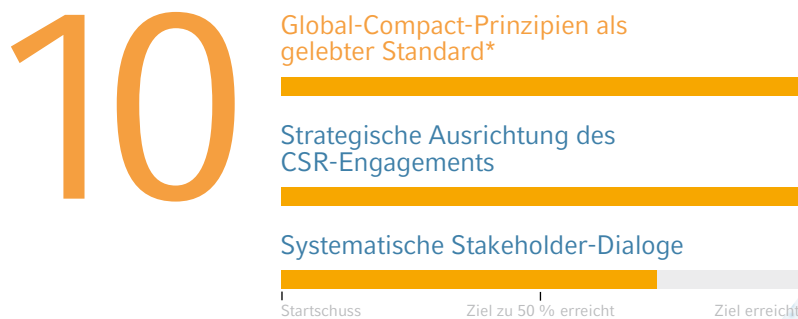 10
Global-Compact-Prinzipien als
gelebter Standard*
Strategische Ausrichtung des
CSR-Engagements
Systematische Stakeholder-Dialoge
Startschuss Ziel zu 50 % erreicht Ziel erreicht